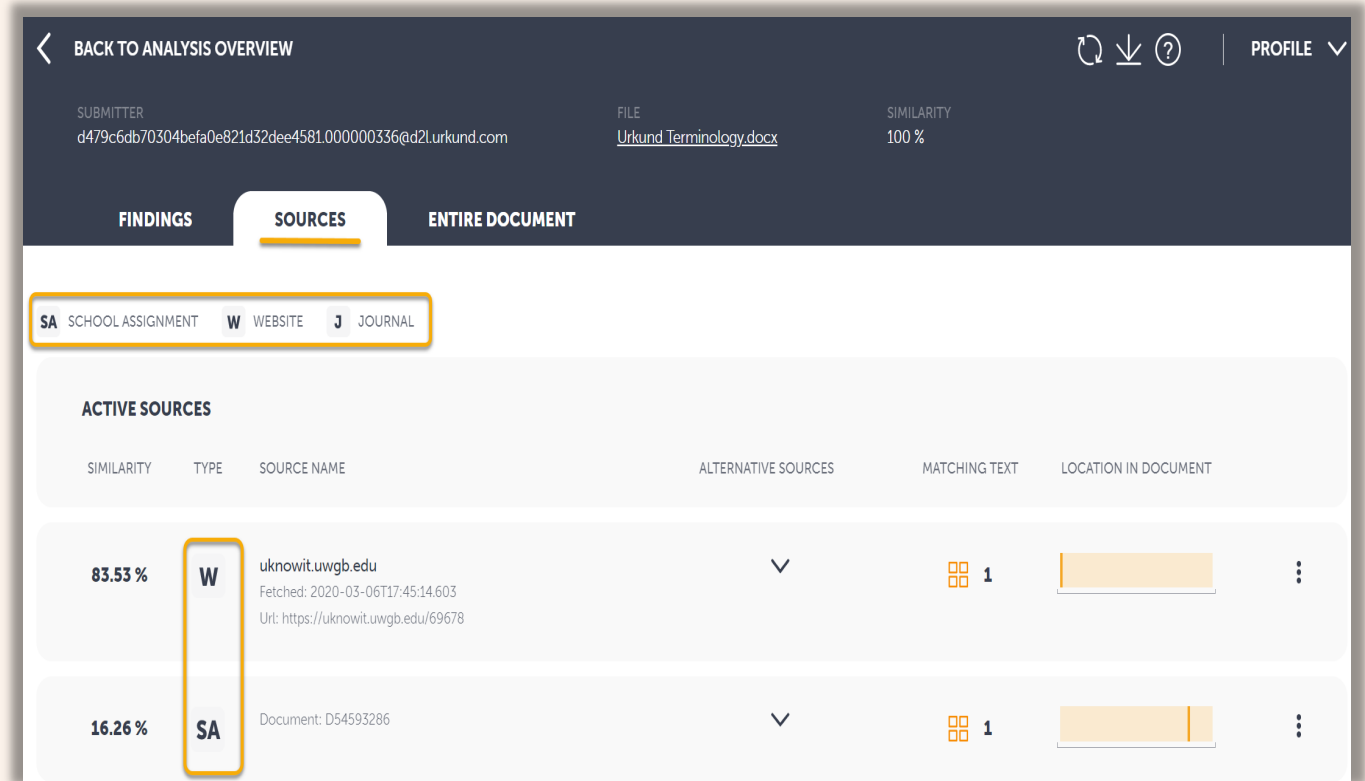 BACK TO ANALYSIS OVERVIEW
PROFILE
SUBMITTER FILE SIMILARITY
d479c6db70304befa0e821d32dee4581.000000336@d2l.urkund.com Urkund Terminology.docx 100 %
FINDINGS SOURCES ENTIRE DOCUMENT
SA SCHOOL ASSIGNMENT W WEBSITE J JOURNAL
ACTIVE SOURCES
SIMILARITY TYPE SOURCE NAME ALTERNATIVE SOURCES MATCHING TEXT LOCATION IN DOCUMENT
83.53 % W uknowit.uwgb.edu 1
Fetched: 2020-03-06T17:45:14.603
Url: https://uknowit.uwgb.edu/69678
16.26 % SA Document: D54593286 1